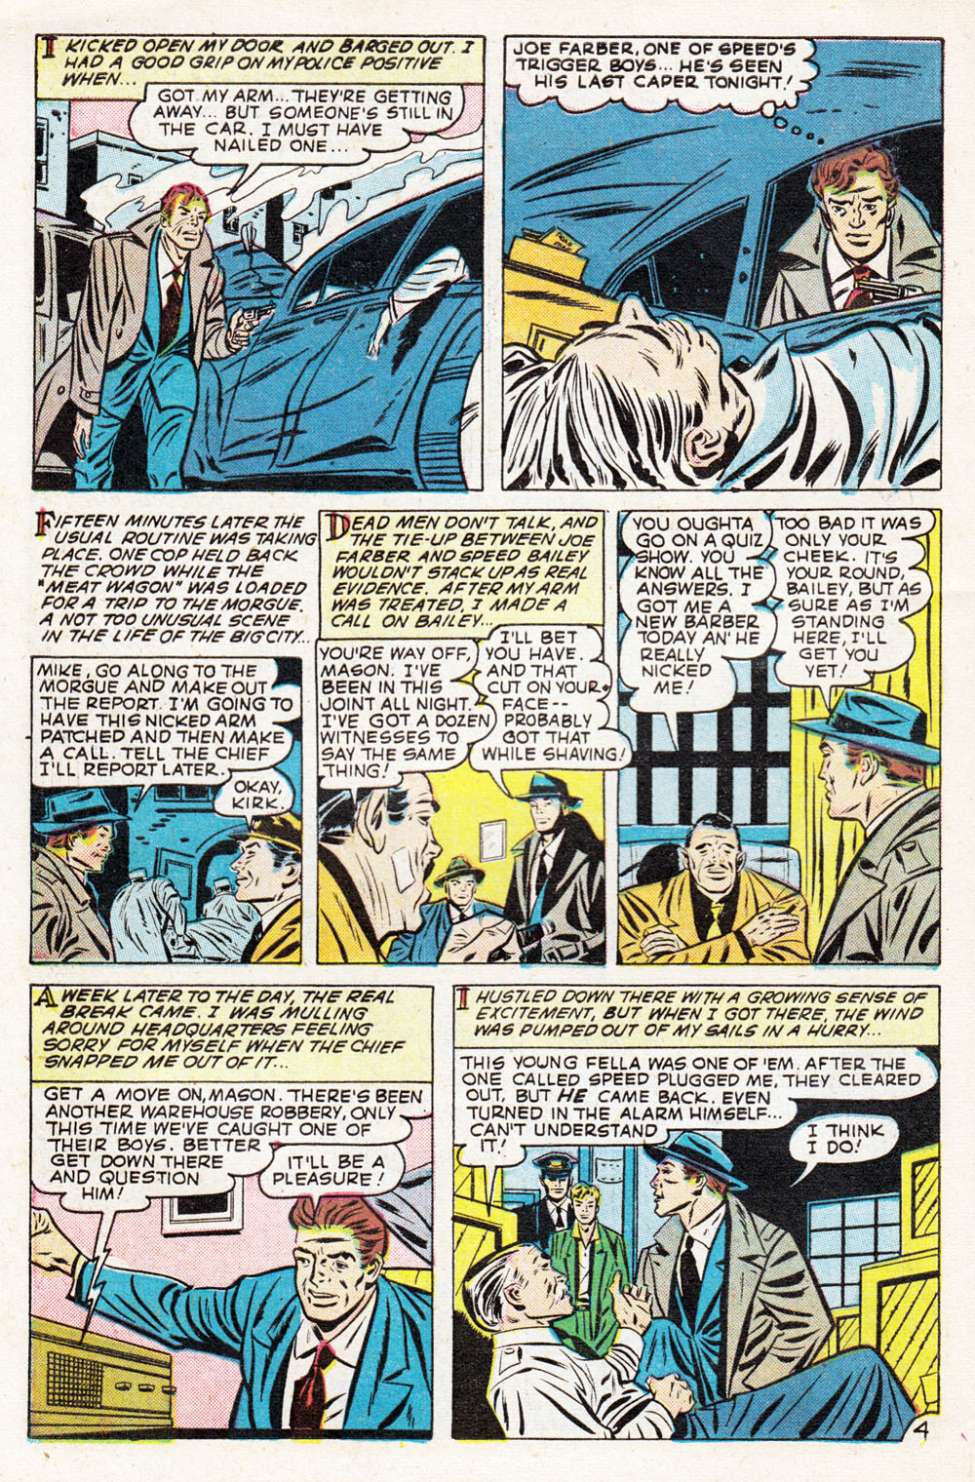 I KICKED OPEN MY DOOR AND BARGED OUT. I
HAD A GOOD GRIP ON MY POLICE POSITIVE
WHEN...
GOT MY ARM... THEY'RE GETTING
AWAY... BUT SOMEONE'S STILL IN
THE CAR. I MUST HAVE
NAILED ONE...
JOE FARBER, ONE OF SPEED'S
TRIGGER BOYS... HE'S SEEN
HIS LAST CAPER TONIGHT!
FIFTEEN MINUTES LATER THE
USUAL ROUTINE WAS TAKING
PLACE. ONE COP HELD BACK
THE CROWD WHILE THE
"MEAT WAGON" WAS LOADED
FOR A TRIP TO THE MORGUE.
A NOT TOO UNUSUAL SCENE
IN THE LIFE OF THE BIG CITY...
MIKE, GO ALONG TO THE
MORGUE AND MAKE OUT
THE REPORT. I'M GOING TO
HAVE THIS NICKED ARM
PATCHED AND THEN MAKE
A CALL. TELL THE CHIEF
I'LL REPORT LATER.
OKAY,
KIRK.
DEAD MEN DON'T TALK, AND
THE TIE-UP BETWEEN JOE
FARBER AND SPEED BAILEY
WOULDN'T STACK UP AS REAL
EVIDENCE. AFTER MY ARM
WAS TREATED, I MADE A
CALL ON BAILEY...
YOU'RE WAY OFF,
MASON. I'VE
BEEN IN THIS
JOINT ALL NIGHT.
I'VE GOT A DOZEN
WITNESSES TO
SAY THE SAME
THING!
I'LL BET
YOU HAVE.
AND THAT
CUT ON YOUR
FACE--
PROBABLY
GOT THAT
WHILE SHAVING!
YOU OUGHTA
GO ON A QUIZ
SHOW. YOU
KNOW ALL THE
ANSWERS. I
GOT ME A
NEW BARBER
TODAY AN' HE
REALLY
NICKED
ME!
TOO BAD IT WAS
ONLY YOUR
CHEEK. IT'S
YOUR ROUND,
BAILEY, BUT AS
SURE AS I'M
STANDING
HERE, I'LL
GET YOU
YET!
A WEEK LATER TO THE DAY, THE REAL
BREAK CAME. I WAS MULLING
AROUND HEADQUARTERS FEELING
SORRY FOR MYSELF WHEN THE CHIEF
SNAPPED ME OUT OF IT...
GET A MOVE ON, MASON. THERE'S BEEN
ANOTHER WAREHOUSE ROBBERY, ONLY
THIS TIME WE'VE CAUGHT ONE OF
THEIR BOYS. BETTER
GET DOWN THERE
AND QUESTION
HIM!
IT'LL BE A
PLEASURE!
I HUSTLED DOWN THERE WITH A GROWING SENSE OF
EXCITEMENT, BUT WHEN I GOT THERE, THE WIND
WAS PUMPED OUT OF MY SAILS IN A HURRY...
THIS YOUNG FELLA WAS ONE OF 'EM. AFTER THE
ONE CALLED SPEED PLUGGED ME, THEY CLEARED
OUT, BUT HE CAME BACK. EVEN
TURNED IN THE ALARM HIMSELF...
CAN'T UNDERSTAND
IT!
I THINK
I DO!
4